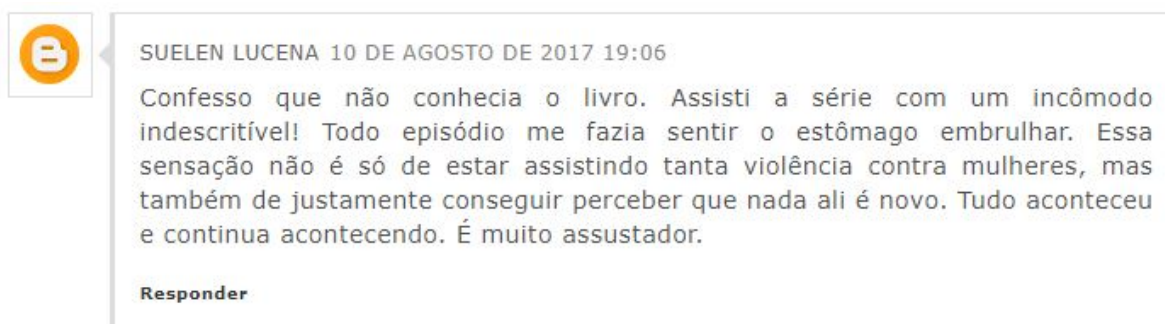 SUELEN LUCENA 10 DE AGOSTO DE 2017 19:06
Confesso que não conhecia o livro. Assisti a série com um incômodo
indescritível! Todo episódio me fazia sentir o estômago embrulhar. Essa
sensação não é só de estar assistindo tanta violência contra mulheres, mas
também de justamente conseguir perceber que nada ali é novo. Tudo aconteceu
e continua acontecendo. É muito assustador.
Responder